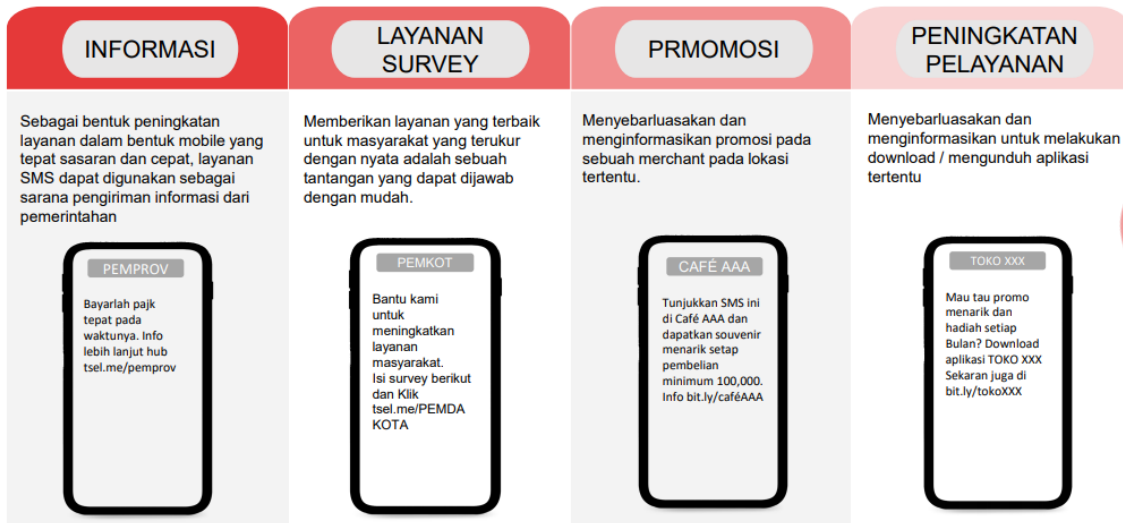 INFORMASI
Sebagai bentuk peningkatan
layanan dalam bentuk mobile yang
tepat sasaran dan cepat, layanan
SMS dapat digunakan sebagai
sarana pengiriman informasi dari
pemerintahan
PEMPROV
Bayarlah pajk
tepat pada
waktunya. Info
lebih lanjut hub
tsel.me/pemprov
LAYANAN
SURVEY
Memberikan layanan yang terbaik
untuk masyarakat yang terukur
dengan nyata adalah sebuah
tantangan yang dapat dijawab
dengan mudah.
PEMKOT
Bantu kami
untuk
meningkatkan
layanan
masyarakat.
Isi survey berikut
dan Klik
tsel.me/PEMDA
KOTA
PRMOMOSI
Menyebarluasakan dan
menginformasikan promosi pada
sebuah merchant pada lokasi
tertentu.
CAFÉ AAA
Tunjukkan SMS ini
di Café AAA dan
dapatkan souvenir
menarik setap
pembelian
minimum 100,000.
Info bit.ly/caféAAA
PENINGKATAN
PELAYANAN
Menyebarluasakan dan
menginformasikan untuk melakukan
download / mengunduh aplikasi
tertentu
TOKO XXX
Mau tau promo
menarik dan
hadiah setiap
Bulan? Download
aplikasi TOKO XXX
Sekaran juga di
bit.ly/tokoXXX